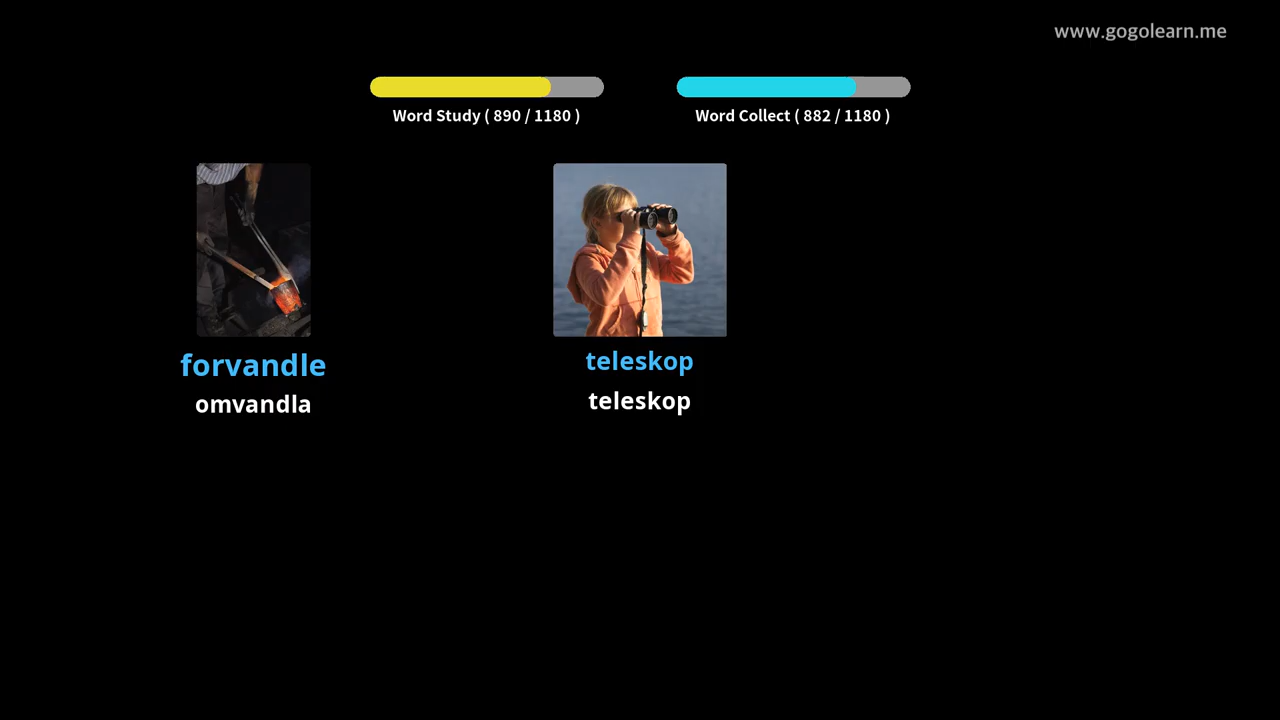 www.gogolearn.me
Word Study ( 890 / 1180 )
Word Collect ( 882 / 1180 )
forvandle
omvandla
teleskop
teleskop